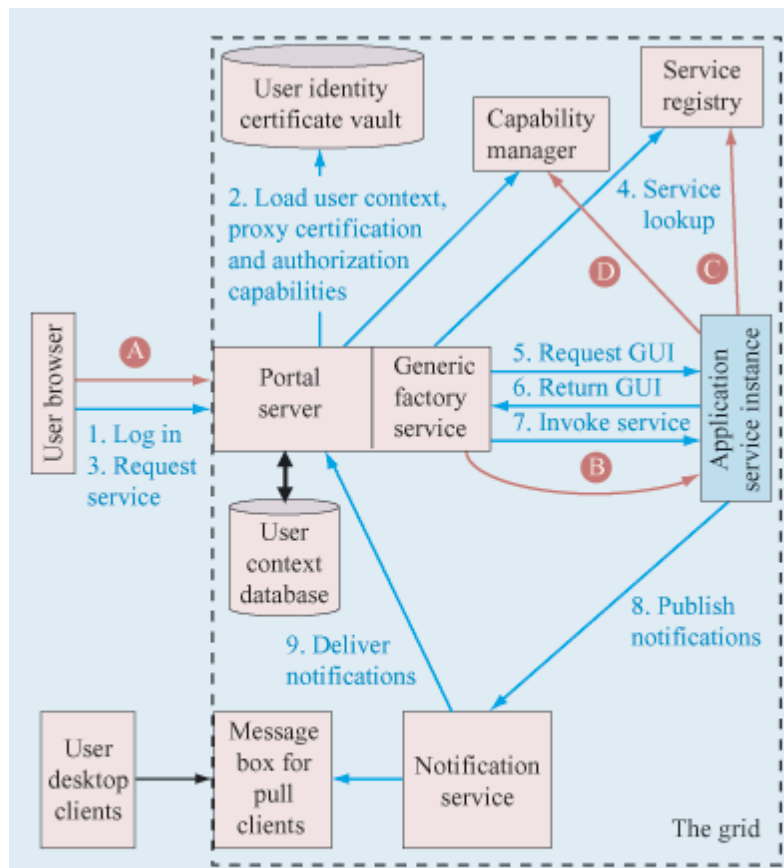 User identity
certificate vault
Service
registry
Capability
manager
2. Load user context,
proxy certification
and authorization
capabilities
4. Service
lookup
D
C
A
User browser
Portal
server
Generic
factory
service
5. Request GUI
6. Return GUI
7. Invoke service
Application
service instance
1. Log in
3. Request
service
B
User
context
database
8. Publish
notifications
9. Deliver
notifications
User
desktop
clients
Message
box for
pull
clients
Notification
service
The grid